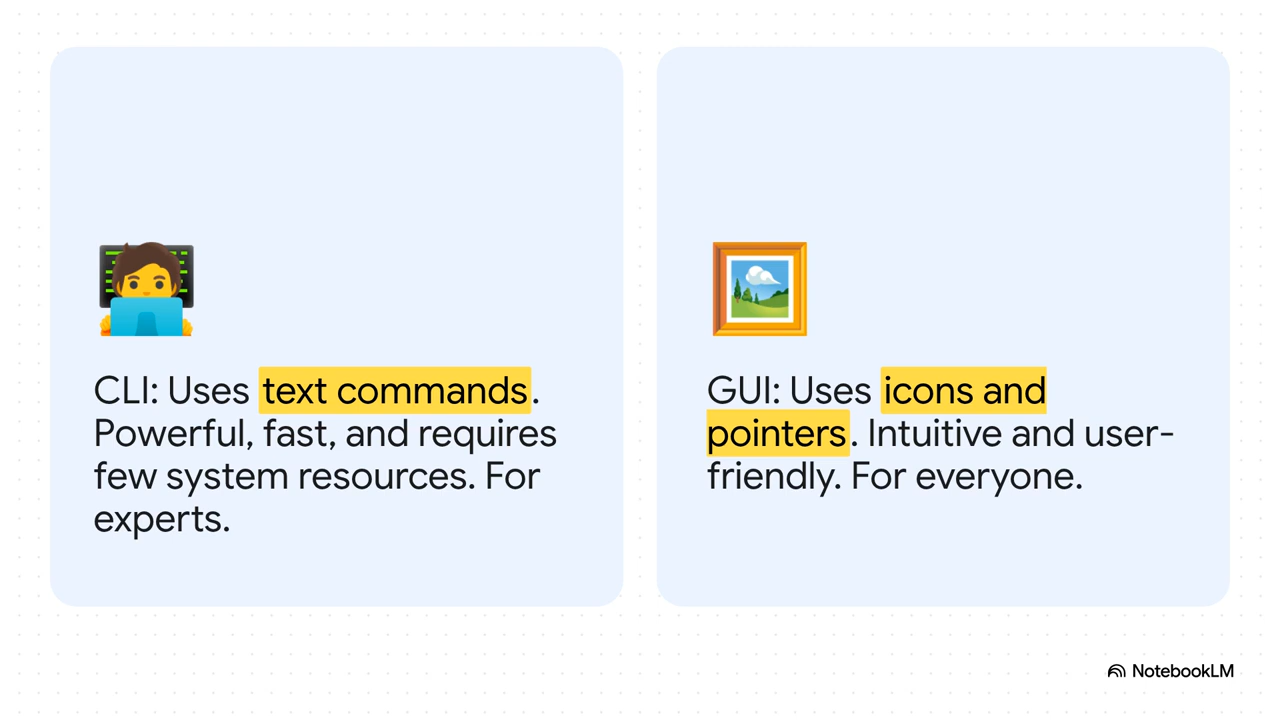 CLI: Uses text commands.
Powerful, fast, and requires
few system resources. For
experts.
GUI: Uses icons and
pointers. Intuitive and user-
friendly. For everyone.
NotebookLM